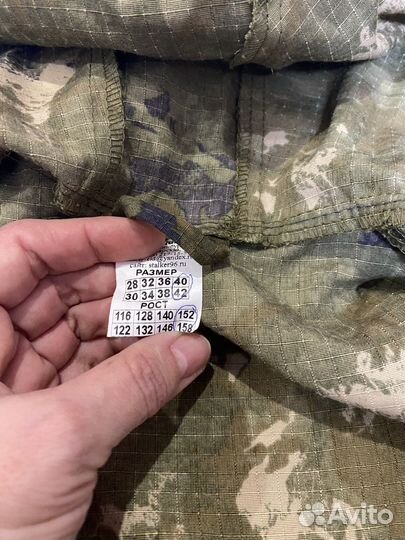 сайт: stalker96.ru
РАЗМЕР
28 32 36 40
30 34 38 42
РОСТ
116 128 140 152
122 132 146 158
Avito